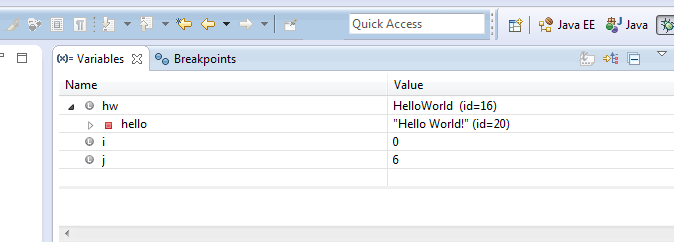 Quick Access
Java EE
Java
(x)= Variables
Breakpoints
Name Value
hw HelloWorld (id=16)
hello "Hello World!" (id=20)
i 0
j 6